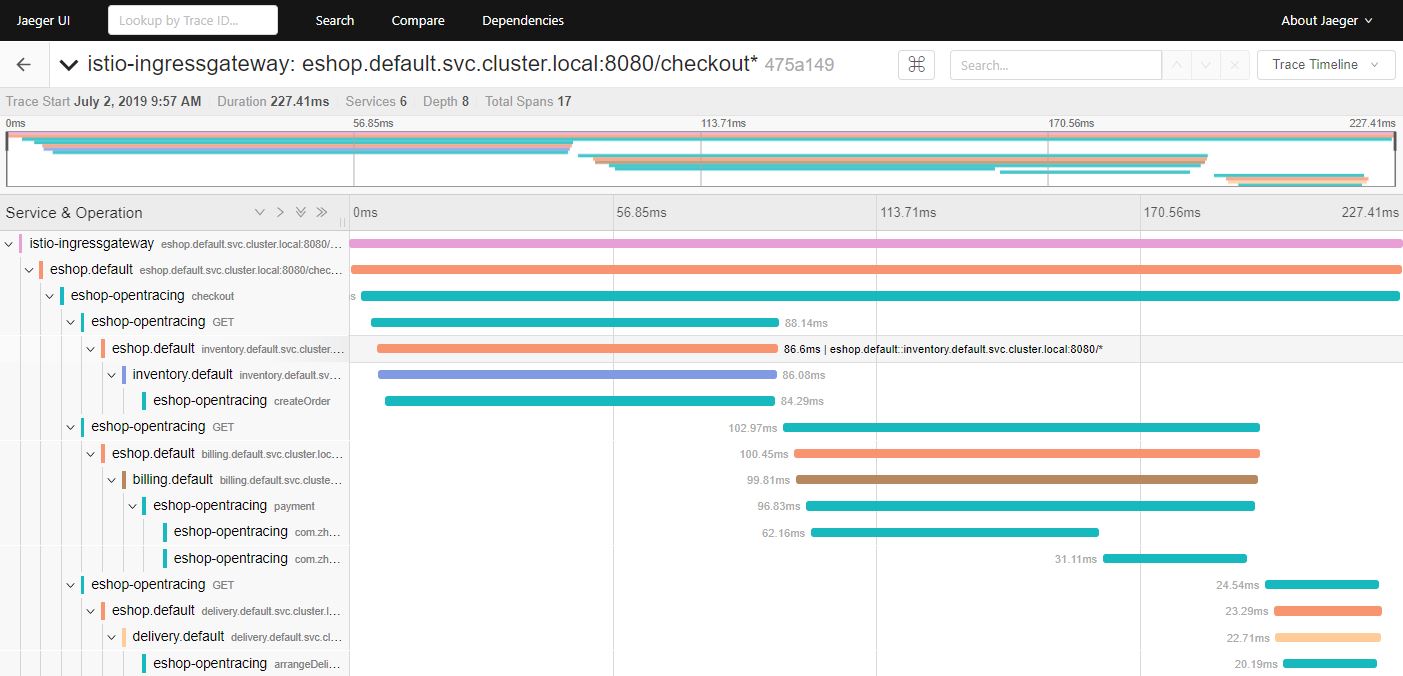 Jaeger UI Lookup by Trace ID... Search Compare Dependencies About Jaeger
istio-ingressgateway: eshop.default.svc.cluster.local:8080/checkout* 475a149 ⌘ Search... Trace Timeline
Trace Start July 2, 2019 9:57 AM Duration 227.41ms Services 6 Depth 8 Total Spans 17
0ms 56.85ms 113.71ms 170.56ms 227.41ms
Service & Operation 0ms 56.85ms 113.71ms 170.56ms 227.41ms
istio-ingressgateway eshop.default.svc.cluster.local:8080/...
eshop.default eshop.default.svc.cluster.local:8080/chec...
eshop-opentracing checkout s
eshop-opentracing GET 88.14ms
eshop.default inventory.default.svc.cluster.... 86.6ms | eshop.default::inventory.default.svc.cluster.local:8080/*
inventory.default inventory.default.sv... 86.08ms
eshop-opentracing createOrder 84.29ms
eshop-opentracing GET 102.97ms
eshop.default billing.default.svc.cluster.loc... 100.45ms
billing.default billing.default.svc.cluste... 99.81ms
eshop-opentracing payment 96.83ms
eshop-opentracing com.zh... 62.16ms
eshop-opentracing com.zh... 31.11ms
eshop-opentracing GET 24.54ms
eshop.default delivery.default.svc.cluster.l... 23.29ms
delivery.default delivery.default.svc.cl... 22.71ms
eshop-opentracing arrangeDeli... 20.19ms